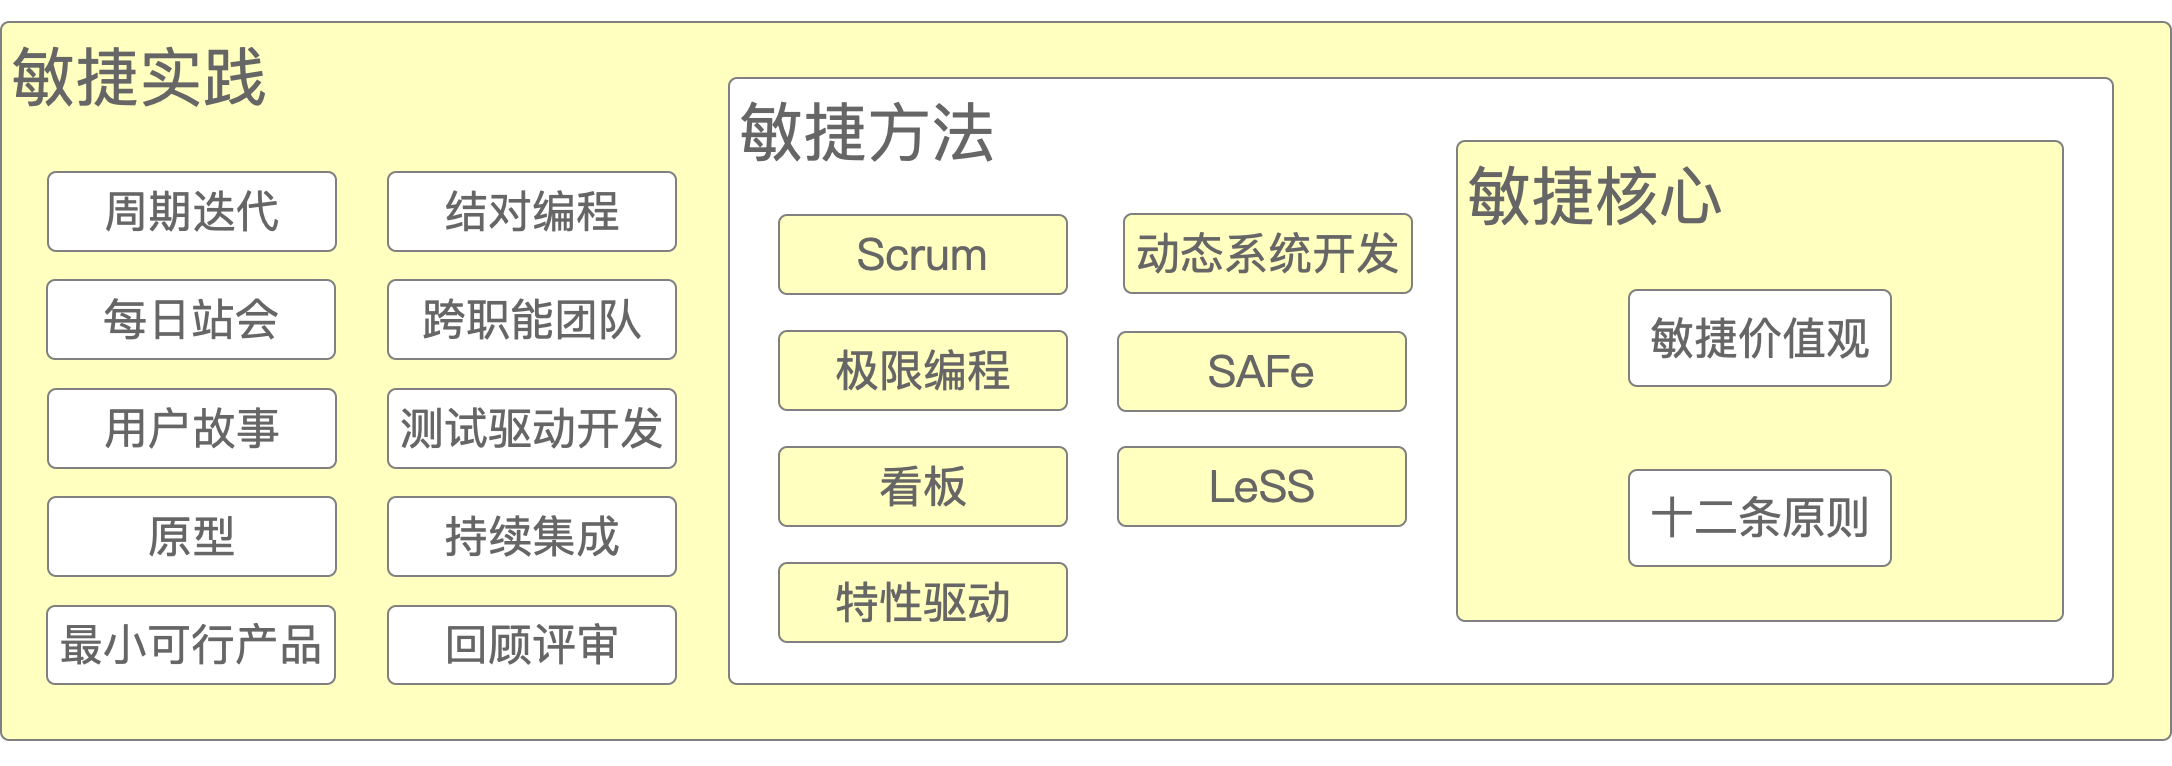 敏捷实践
周期迭代
结对编程
每日站会
跨职能团队
用户故事
测试驱动开发
原型
持续集成
最小可行产品
回顾评审
敏捷方法
Scrum
动态系统开发
极限编程
SAFe
看板
LeSS
特性驱动
敏捷核心
敏捷价值观
十二条原则